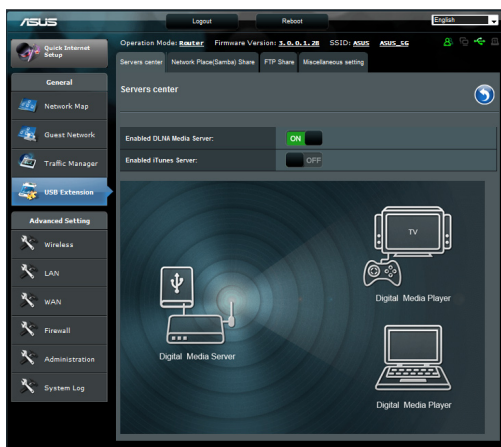 ASUS
Logout
Reboot
English
Quick Internet
Setup
Operation Mode: Router Firmware Version: 3.0.0.1.28 SSID: ASUS ASUS_5G
Servers center
Network Place(Samba) Share
FTP Share
Miscellaneous setting
General
Network Map
Guest Network
Traffic Manager
USB Extension
Advanced Setting
Wireless
LAN
WAN
Firewall
Administration
System Log
Servers center
Enabled DLNA Media Server:
ON
Enabled iTunes Server:
OFF
TV
Digital Media Player
Digital Media Server
Digital Media Player